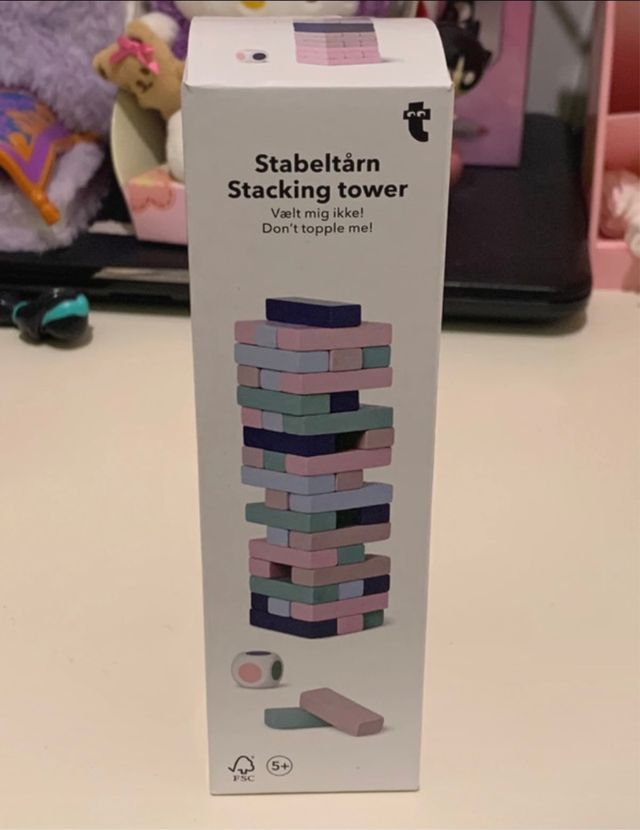 Stabeltårn
Stacking tower
Vælt mig ikke!
Don't topple me!
FSC
5+